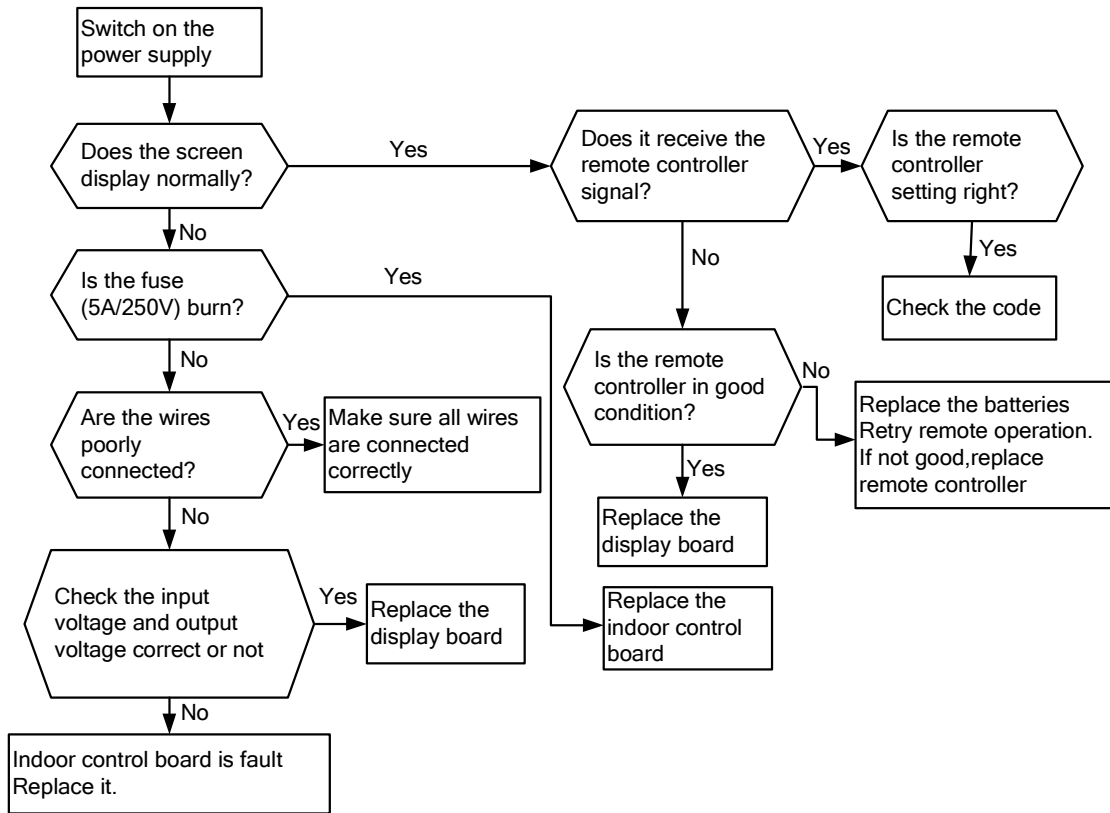 Switch on the
power supply
Does the screen
display normally?
Yes
Does it receive the
remote controller
signal?
Yes
Is the remote
controller
setting right?
No
Yes
No
Yes
Is the fuse
(5A/250V) burn?
Check the code
No
Is the remote
controller in good
condition?
No
Are the wires
poorly
connected?
Yes
Make sure all wires
are connected
correctly
Replace the batteries
Retry remote operation.
If not good,replace
remote controller
Yes
No
Replace the
display board
Check the input
voltage and output
voltage correct or not
Yes
Replace the
display board
Replace the
indoor control
board
No
Indoor control board is fault
Replace it.